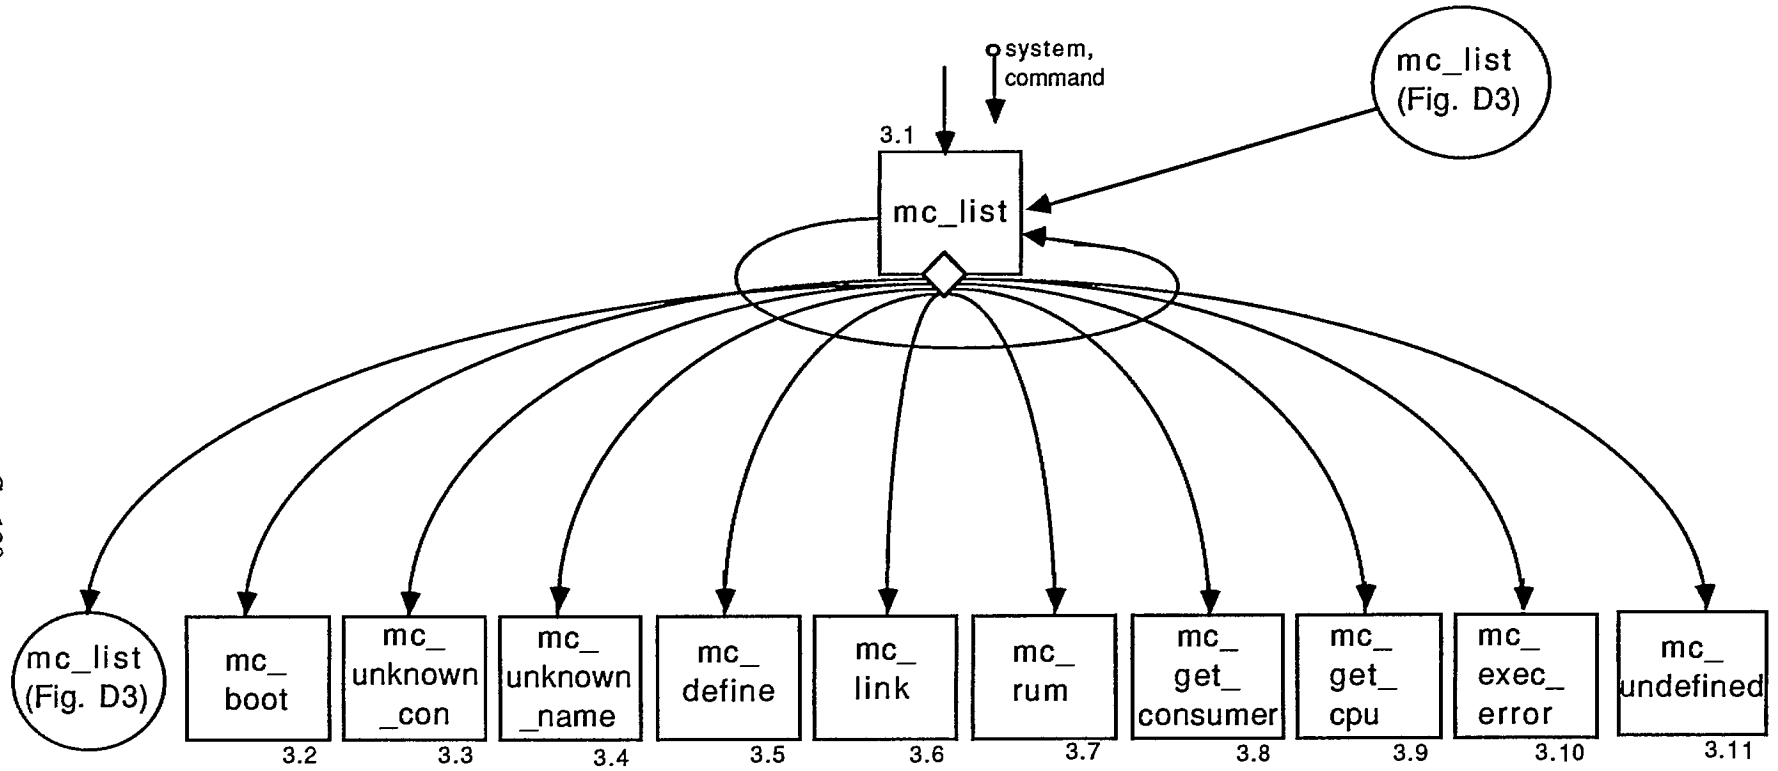 system,
command
mc_list
(Fig. D3)
3.1
mc_list
mc_list
(Fig. D3)
mc_
boot
3.2
mc_
unknown
_con
3.3
mc_
unknown
_name
3.4
mc_
define
3.5
mc_
link
3.6
mc_
rum
3.7
mc_
get_
consumer
3.8
mc_
get_
cpu
3.9
mc_
exec_
error
3.10
mc_
undefined
3.11